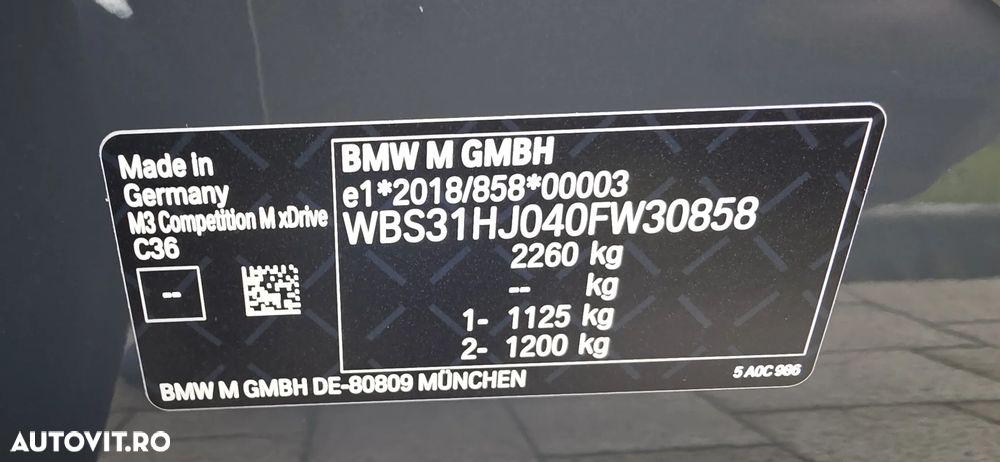 Made in
Germany
M3 Competition M xDrive
C36
--
BMW M GMBH
e1*2018/858*00003
WBS31HJ040FW30858
2260 kg
-- kg
1- 1125 kg
2- 1200 kg
BMW M GMBH DE-80809 MÜNCHEN
5 A0C 986
AUTOVIT.RO